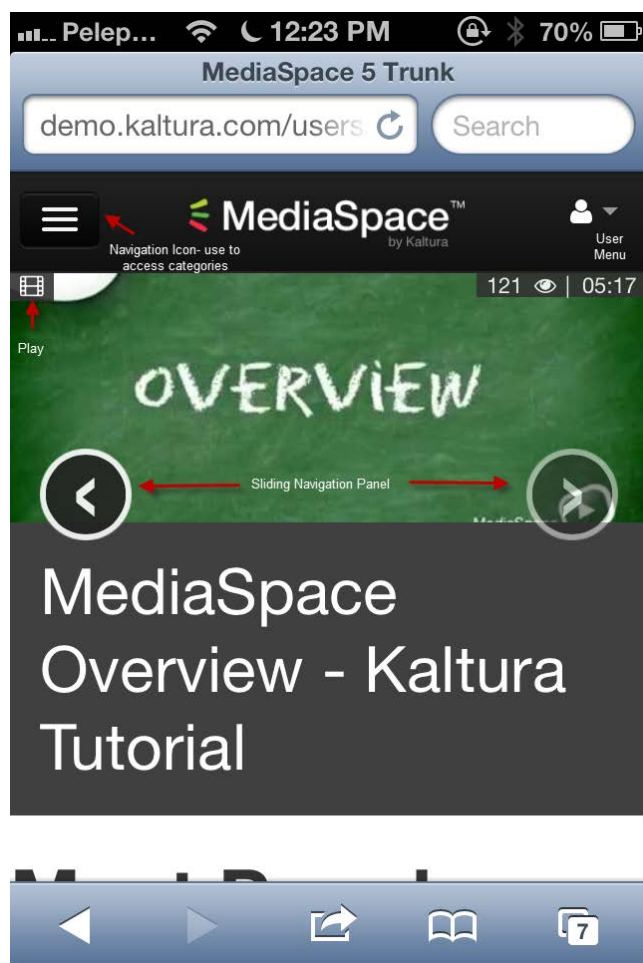 Pelep... 12:23 PM 70%
MediaSpace 5 Trunk
demo.kaltura.com/users Search
MediaSpace™
by Kaltura
Navigation Icon- use to
access categories
User
Menu
121 | 05:17
Play
OVERViEW
Sliding Navigation Panel
MediaSpace
Overview - Kaltura
Tutorial
7